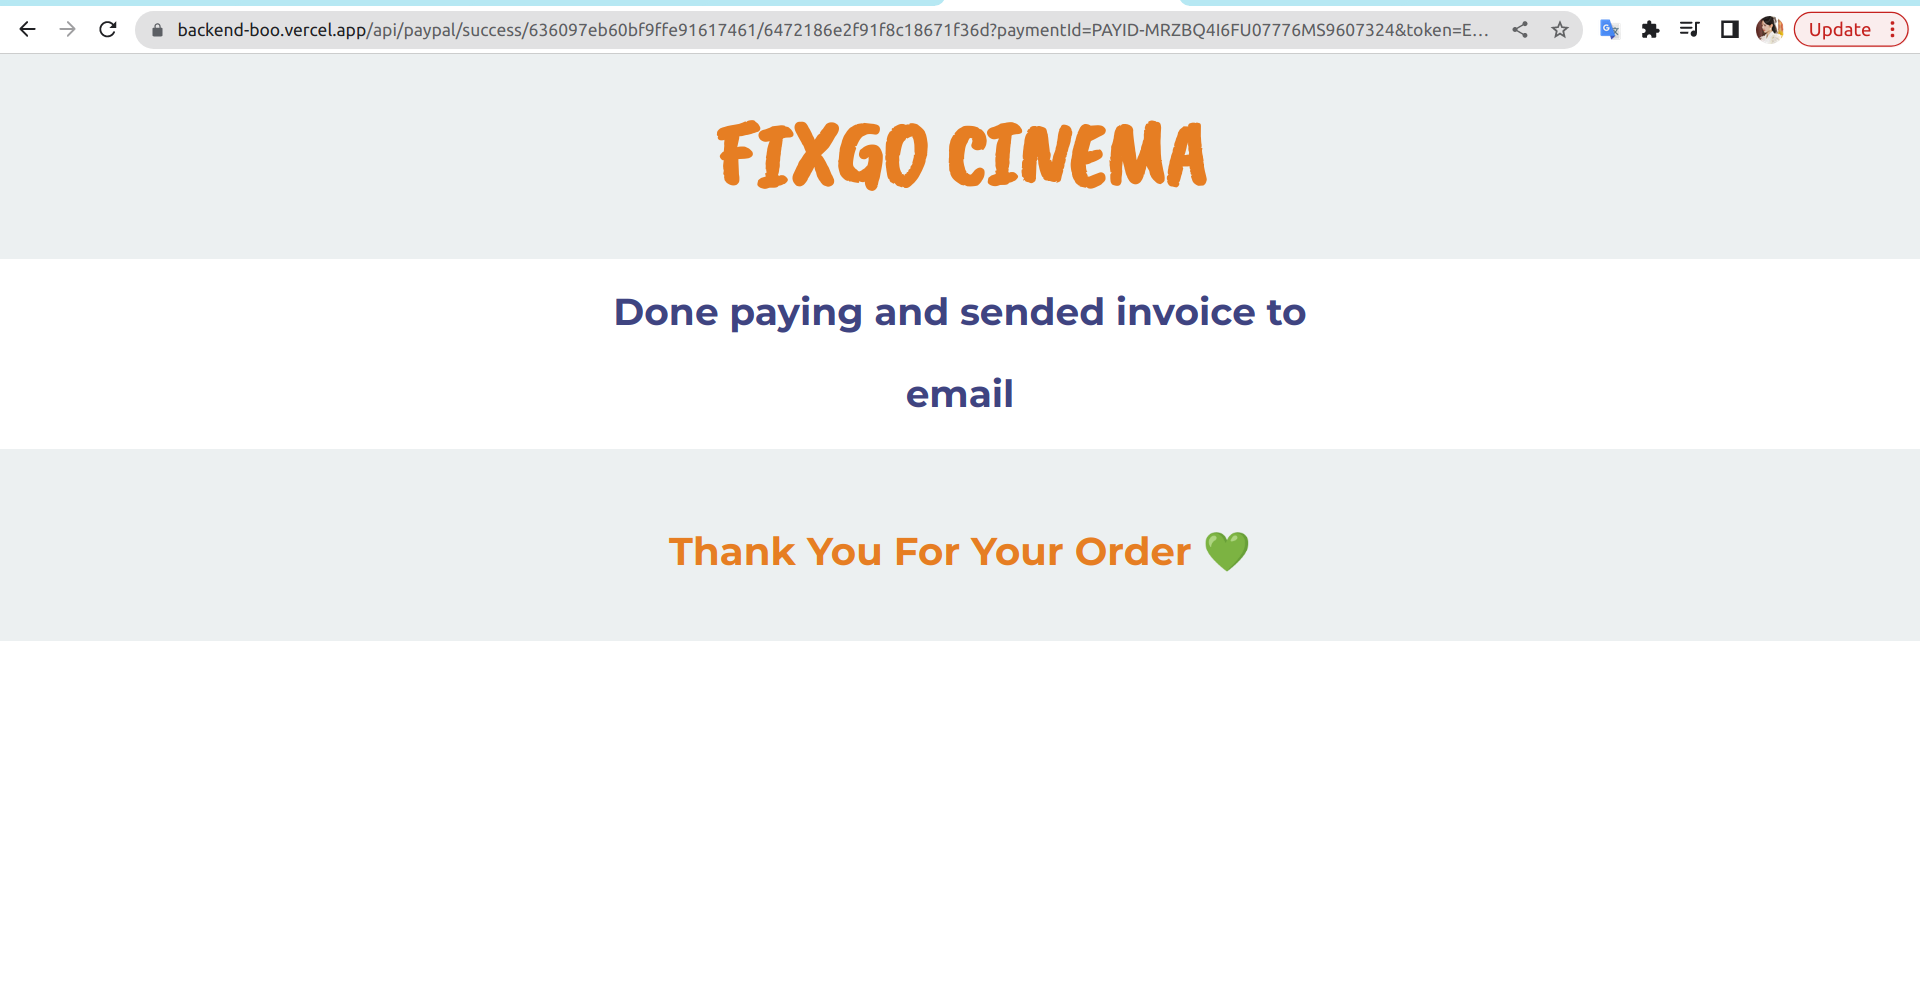 backend-boo.vercel.app/api/paypal/success/636097eb60bf9ffe91617461/6472186e2f91f8c18671f36d?paymentId=PAYID-MRZBQ4I6FU07776MS9607324&token=E...
Update
FIXGO CINEMA
Done paying and sended invoice to
email
Thank You For Your Order 💚